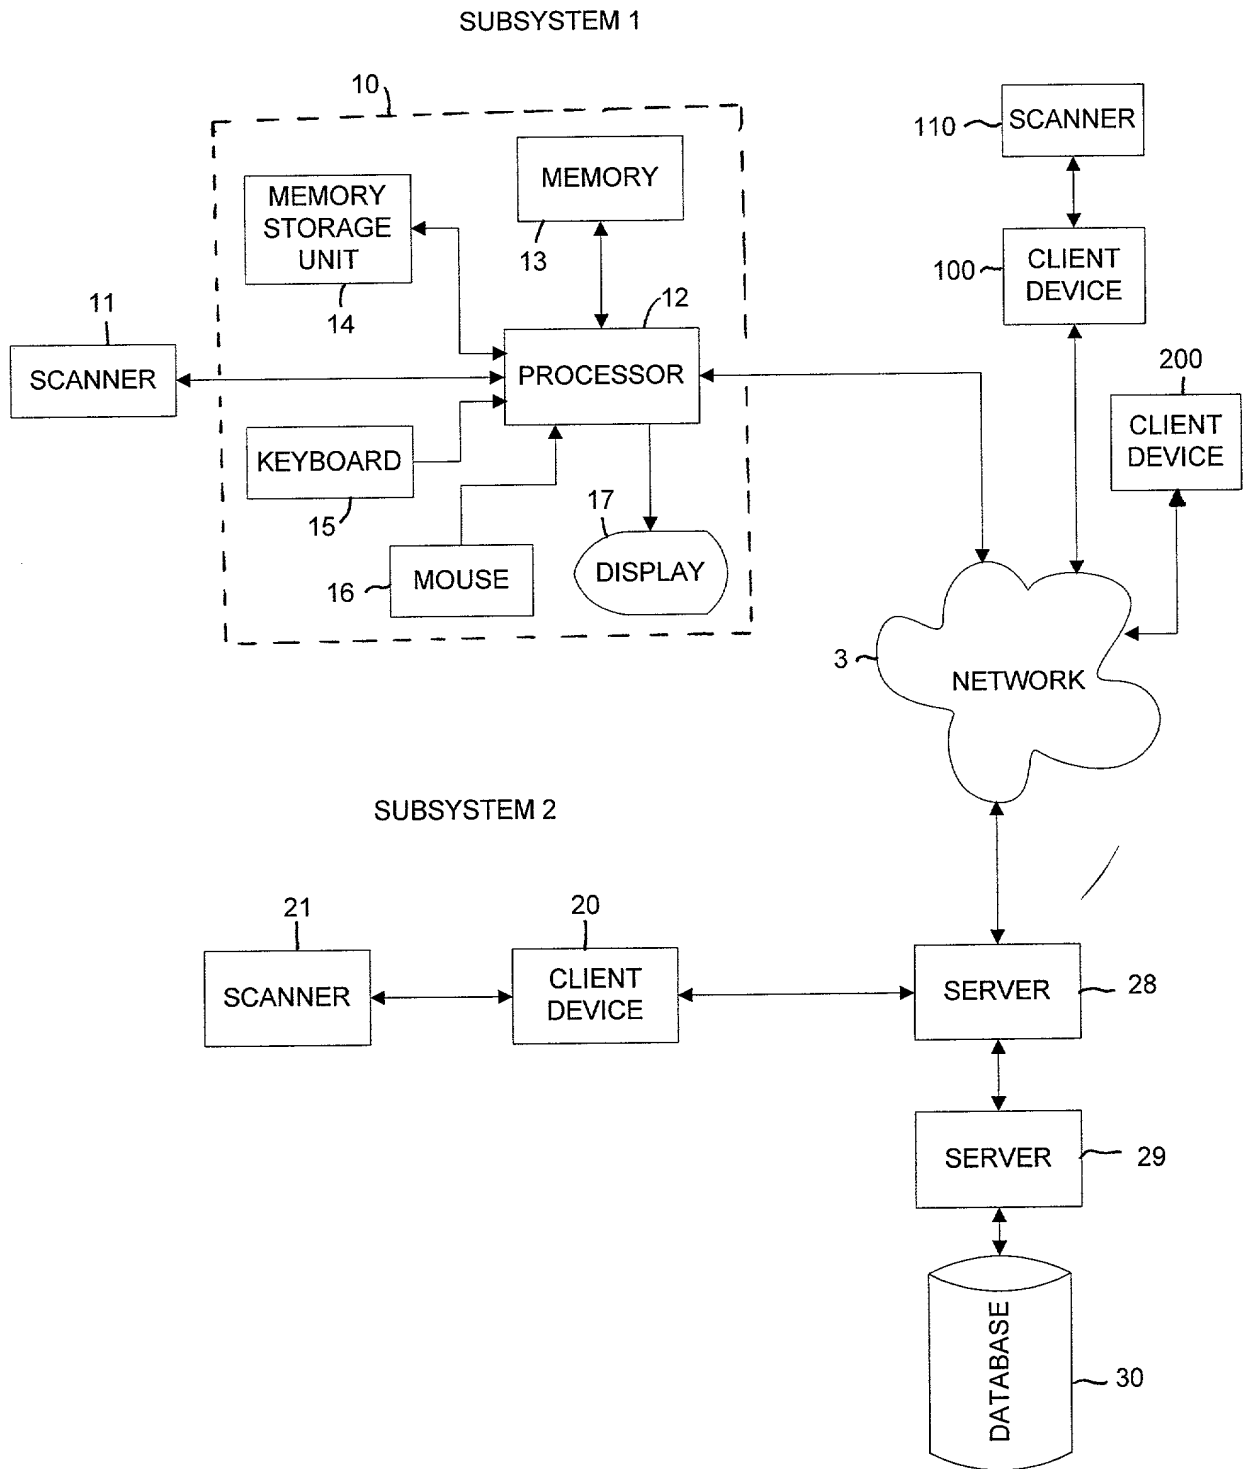 SUBSYSTEM 1
10
110
SCANNER
MEMORY
STORAGE
UNIT
14
MEMORY
13
100
CLIENT
DEVICE
11
SCANNER
12
PROCESSOR
200
CLIENT
DEVICE
KEYBOARD
15
16
MOUSE
17
DISPLAY
3
NETWORK
SUBSYSTEM 2
21
SCANNER
20
CLIENT
DEVICE
SERVER
28
SERVER
29
DATABASE
30